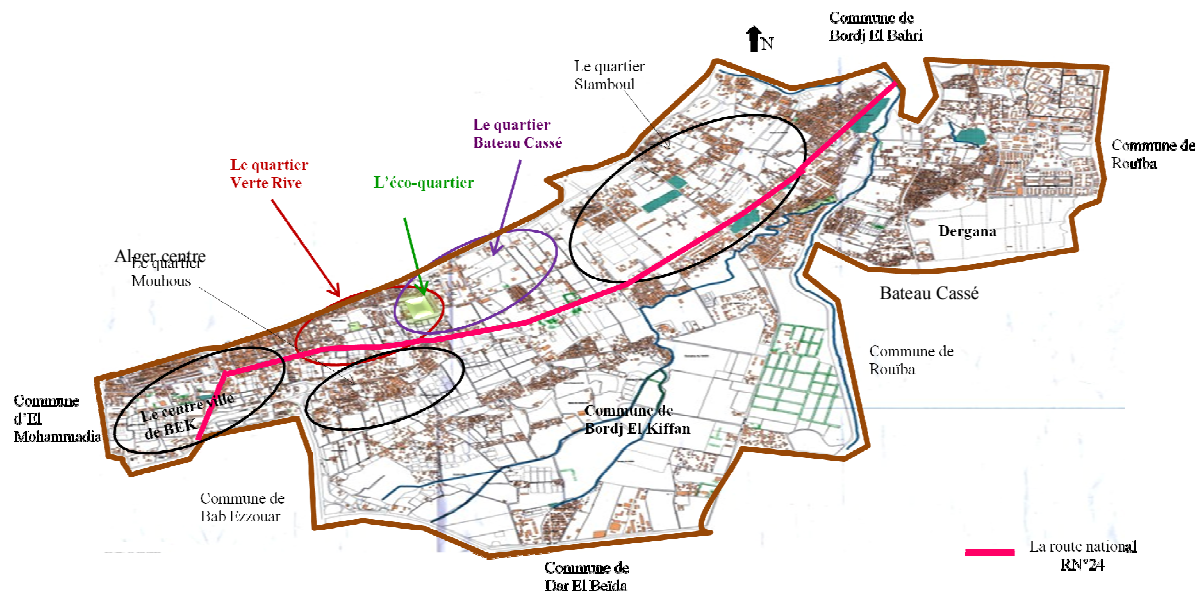 Commune de
Bordj El Bahri
N
Le quartier
Stamboul
Le quartier
Bateau Cassé
Commune de
Rouïba
Le quartier
Verte Rive
L'éco-quartier
Dergana
Alger centre
Le quartier
Mouhous
Bateau Cassé
Commune de
Rouïba
Commune
d'El
Mohammadia
Le centre ville
de BEK
Commune de
Bordj El Kiffan
Commune de
Bab Ezzouar
La route national
RN°24
Commune de
Dar El Beïda